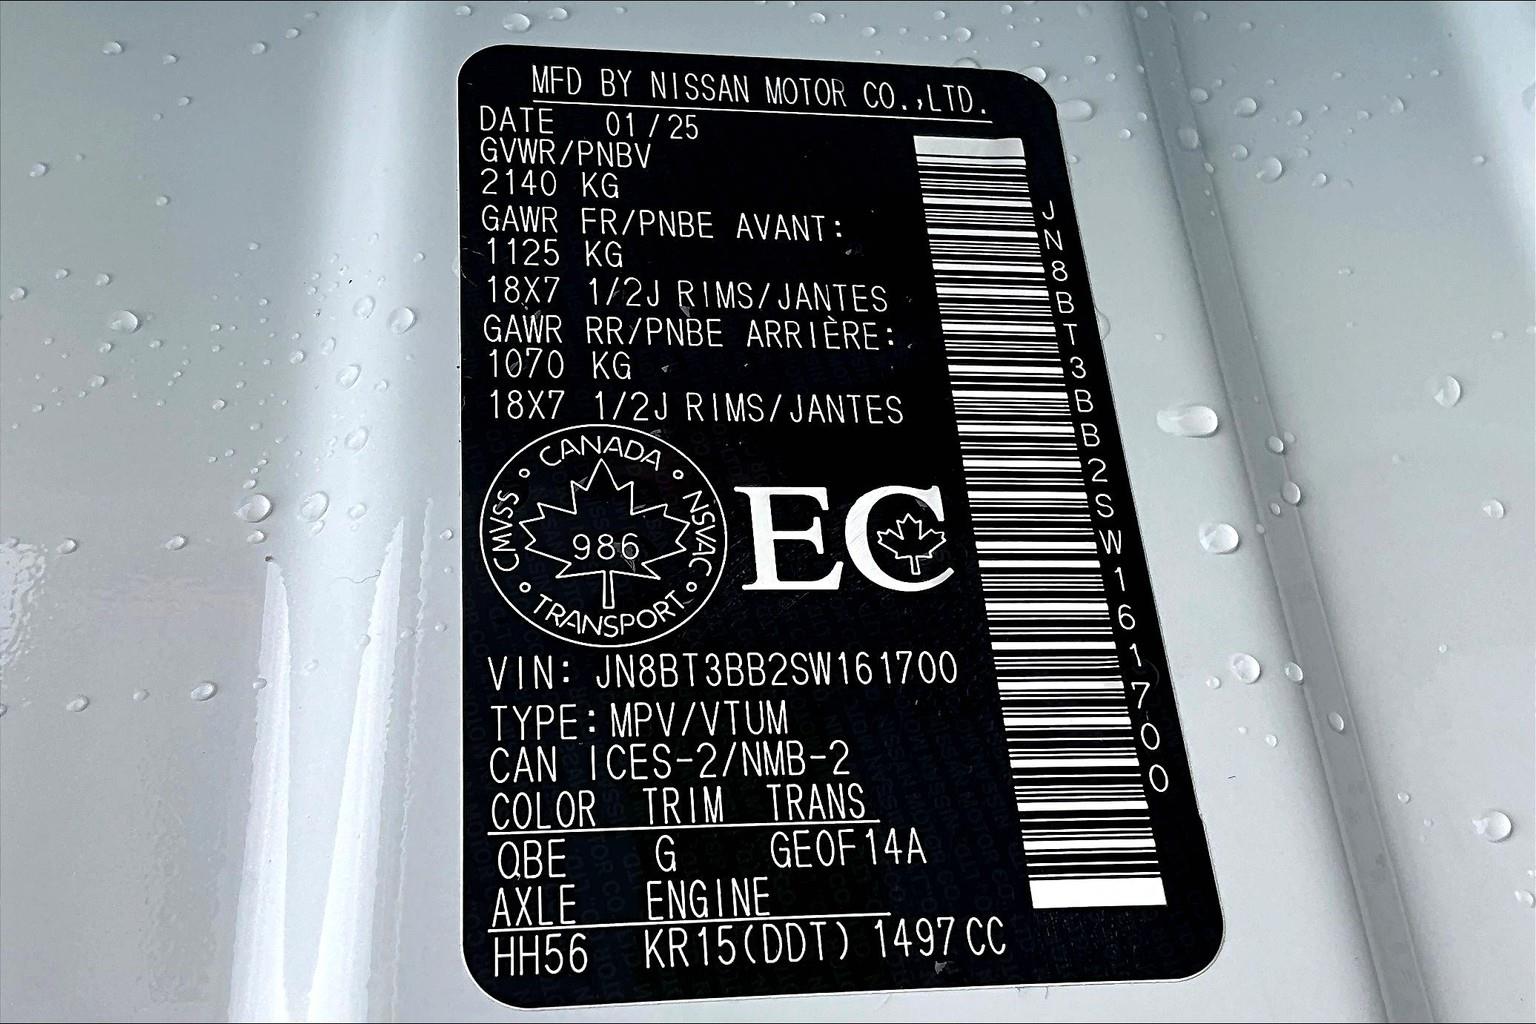 MFD BY NISSAN MOTOR CO.,LTD.
DATE 01/25
GVWR/PNBV
2140 KG
GAWR FR/PNBE AVANT:
1125 KG
18X7 1/2J RIMS/JANTES
GAWR RR/PNBE ARRIÈRE:
1070 KG
18X7 1/2J RIMS/JANTES
CANADA
CMVSS
NSVAC
986
TRANSPORT
EC
VIN: JN8BT3BB2SW161700
TYPE: MPV/VTUM
CAN ICES-2/NMB-2
COLOR TRIM TRANS
QBE G GE0F14A
AXLE ENGINE
HH56 KR15(DDT) 1497CC
JN8BT3BB2SW161700